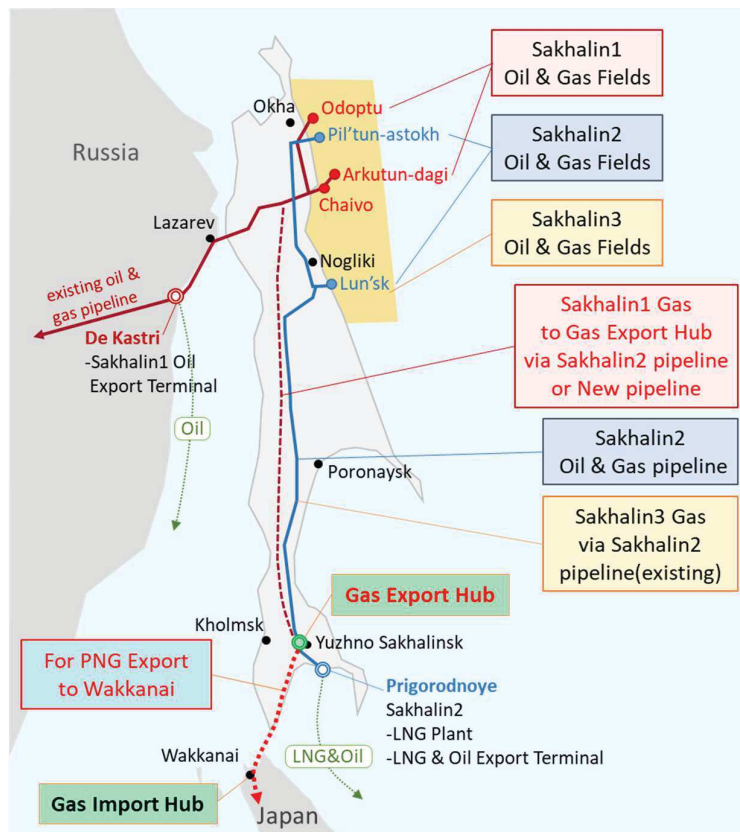 Sakhalin1
Oil & Gas Fields
Okha
Odoptu
Pil'tun-astokh
Sakhalin2
Oil & Gas Fields
Russia
Arkutun-dagi
Chaivo
Lazarev
Sakhalin3
Oil & Gas Fields
Nogliki
Lun'sk
existing oil &
gas pipeline
De Kastri
-Sakhalin1 Oil
Export Terminal
Sakhalin1 Gas
to Gas Export Hub
via Sakhalin2 pipeline
or New pipeline
Oil
Sakhalin2
Oil & Gas pipeline
Poronaysk
Sakhalin3 Gas
via Sakhalin2
pipeline(existing)
Gas Export Hub
Kholmsk
Yuzhno Sakhalinsk
For PNG Export
to Wakkanai
Prigorodnoye
Sakhalin2
-LNG Plant
-LNG & Oil Export Terminal
LNG&Oil
Wakkanai
Gas Import Hub
Japan